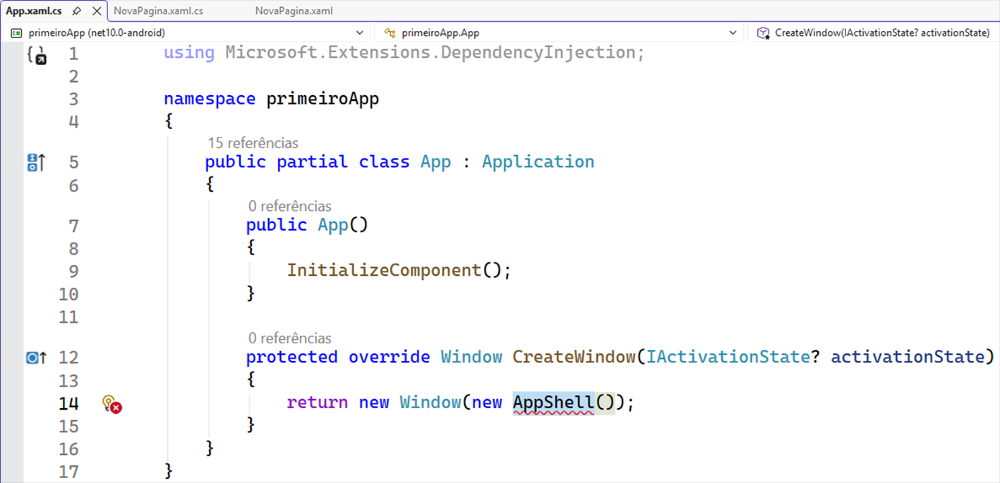 App.xaml.cs NovaPagina.xaml.cs NovaPagina.xaml
primeiroApp (net10.0-android) primeiroApp.App CreateWindow(IActivationState? activationState)
1 using Microsoft.Extensions.DependencyInjection;
2
3 namespace primeiroApp
4 {
15 referências
5 public partial class App : Application
6 {
0 referências
7 public App()
8 {
9 InitializeComponent();
10 }
11
0 referências
12 protected override Window CreateWindow(IActivationState? activationState)
13 {
14 return new Window(new AppShell());
15 }
16 }
17 }